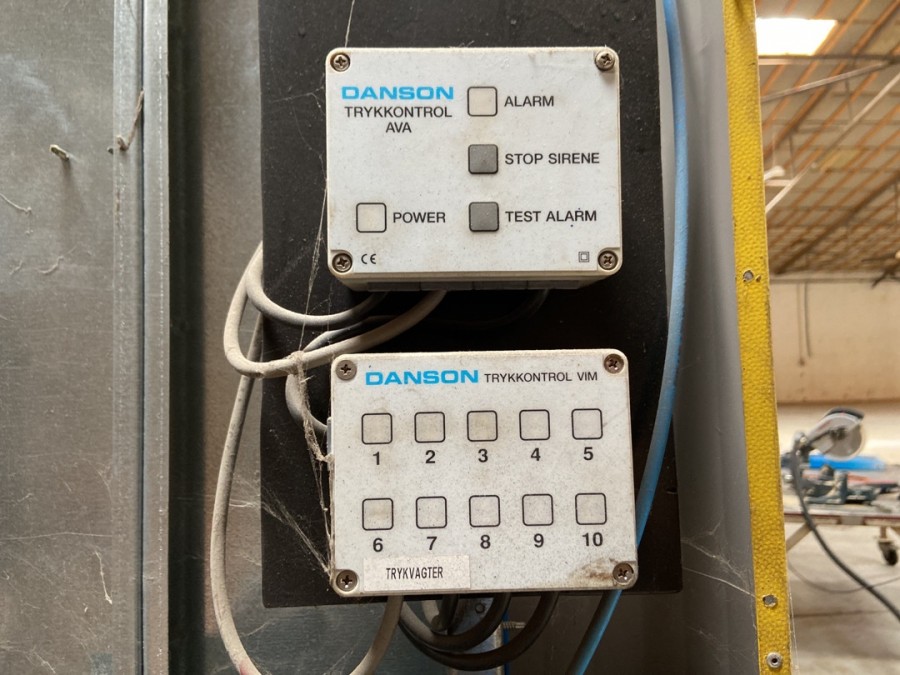 DANSON
TRYKKONTROL
AVA
ALARM
STOP SIRENE
POWER
TEST ALARM
CE
DANSON TRYKKONTROL VIM
1 2 3 4 5
6 7 8 9 10
TRYKVAGTER